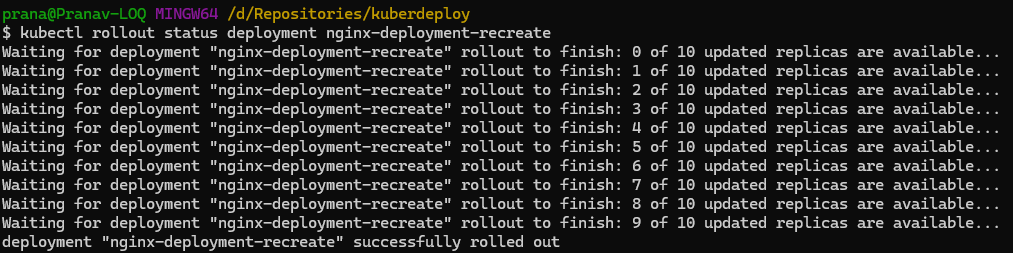 prana@Pranav-LOQ MINGW64 /d/Repositories/kuberdeploy
$ kubectl rollout status deployment nginx-deployment-recreate
Waiting for deployment "nginx-deployment-recreate" rollout to finish: 0 of 10 updated replicas are available...
Waiting for deployment "nginx-deployment-recreate" rollout to finish: 1 of 10 updated replicas are available...
Waiting for deployment "nginx-deployment-recreate" rollout to finish: 2 of 10 updated replicas are available...
Waiting for deployment "nginx-deployment-recreate" rollout to finish: 3 of 10 updated replicas are available...
Waiting for deployment "nginx-deployment-recreate" rollout to finish: 4 of 10 updated replicas are available...
Waiting for deployment "nginx-deployment-recreate" rollout to finish: 5 of 10 updated replicas are available...
Waiting for deployment "nginx-deployment-recreate" rollout to finish: 6 of 10 updated replicas are available...
Waiting for deployment "nginx-deployment-recreate" rollout to finish: 7 of 10 updated replicas are available...
Waiting for deployment "nginx-deployment-recreate" rollout to finish: 8 of 10 updated replicas are available...
Waiting for deployment "nginx-deployment-recreate" rollout to finish: 9 of 10 updated replicas are available...
deployment "nginx-deployment-recreate" successfully rolled out